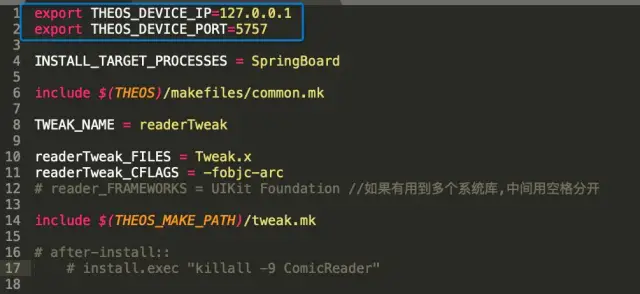 1 export THEOS_DEVICE_IP=127.0.0.1
2 export THEOS_DEVICE_PORT=5757
3
4 INSTALL_TARGET_PROCESSES = SpringBoard
5
6 include $(THEOS)/makefiles/common.mk
7
8 TWEAK_NAME = readerTweak
9
10 readerTweak_FILES = Tweak.x
11 readerTweak_CFLAGS = -fobjc-arc
12 # reader_FRAMEWORKS = UIKit Foundation //如果有用到多个系统库,中间用空格分开
13
14 include $(THEOS_MAKE_PATH)/tweak.mk
15
16 # after-install::
17     # install.exec "killall -9 ComicReader"
18